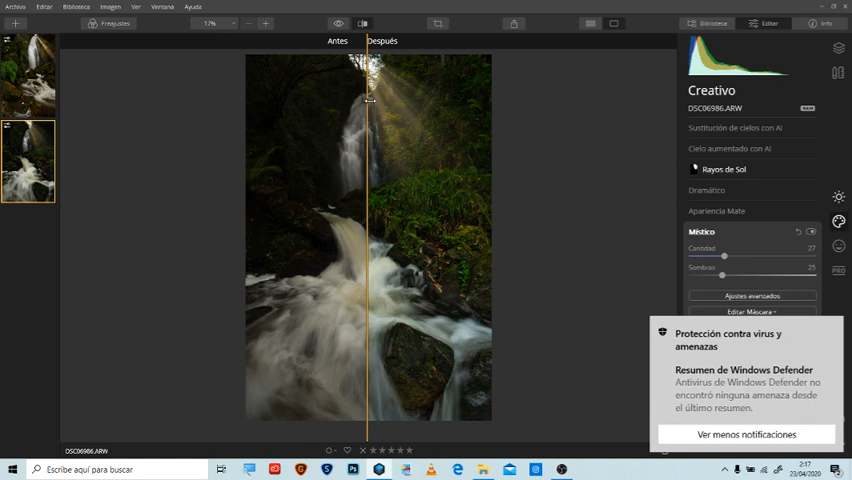 Archivo Editar Biblioteca Imagen Ver Ventana Ayuda
Preajustes 17% Biblioteca Editar Info
Antes Después
Creativo
DSC06986.ARW RAW
Sustitución de cielos con AI
Cielo aumentado con AI
Rayos de Sol
Dramático
Apariencia Mate
Místico
Cantidad 27
Sombras 25
Ajustes avanzados
Editar Máscara
PRO
Protección contra virus y
amenazas
Resumen de Windows Defender
Antivirus de Windows Defender no
encontró ninguna amenaza desde
el último resumen.
Ver menos notificaciones
DSC06986.ARW
Escribe aquí para buscar
2:17
23/04/2020